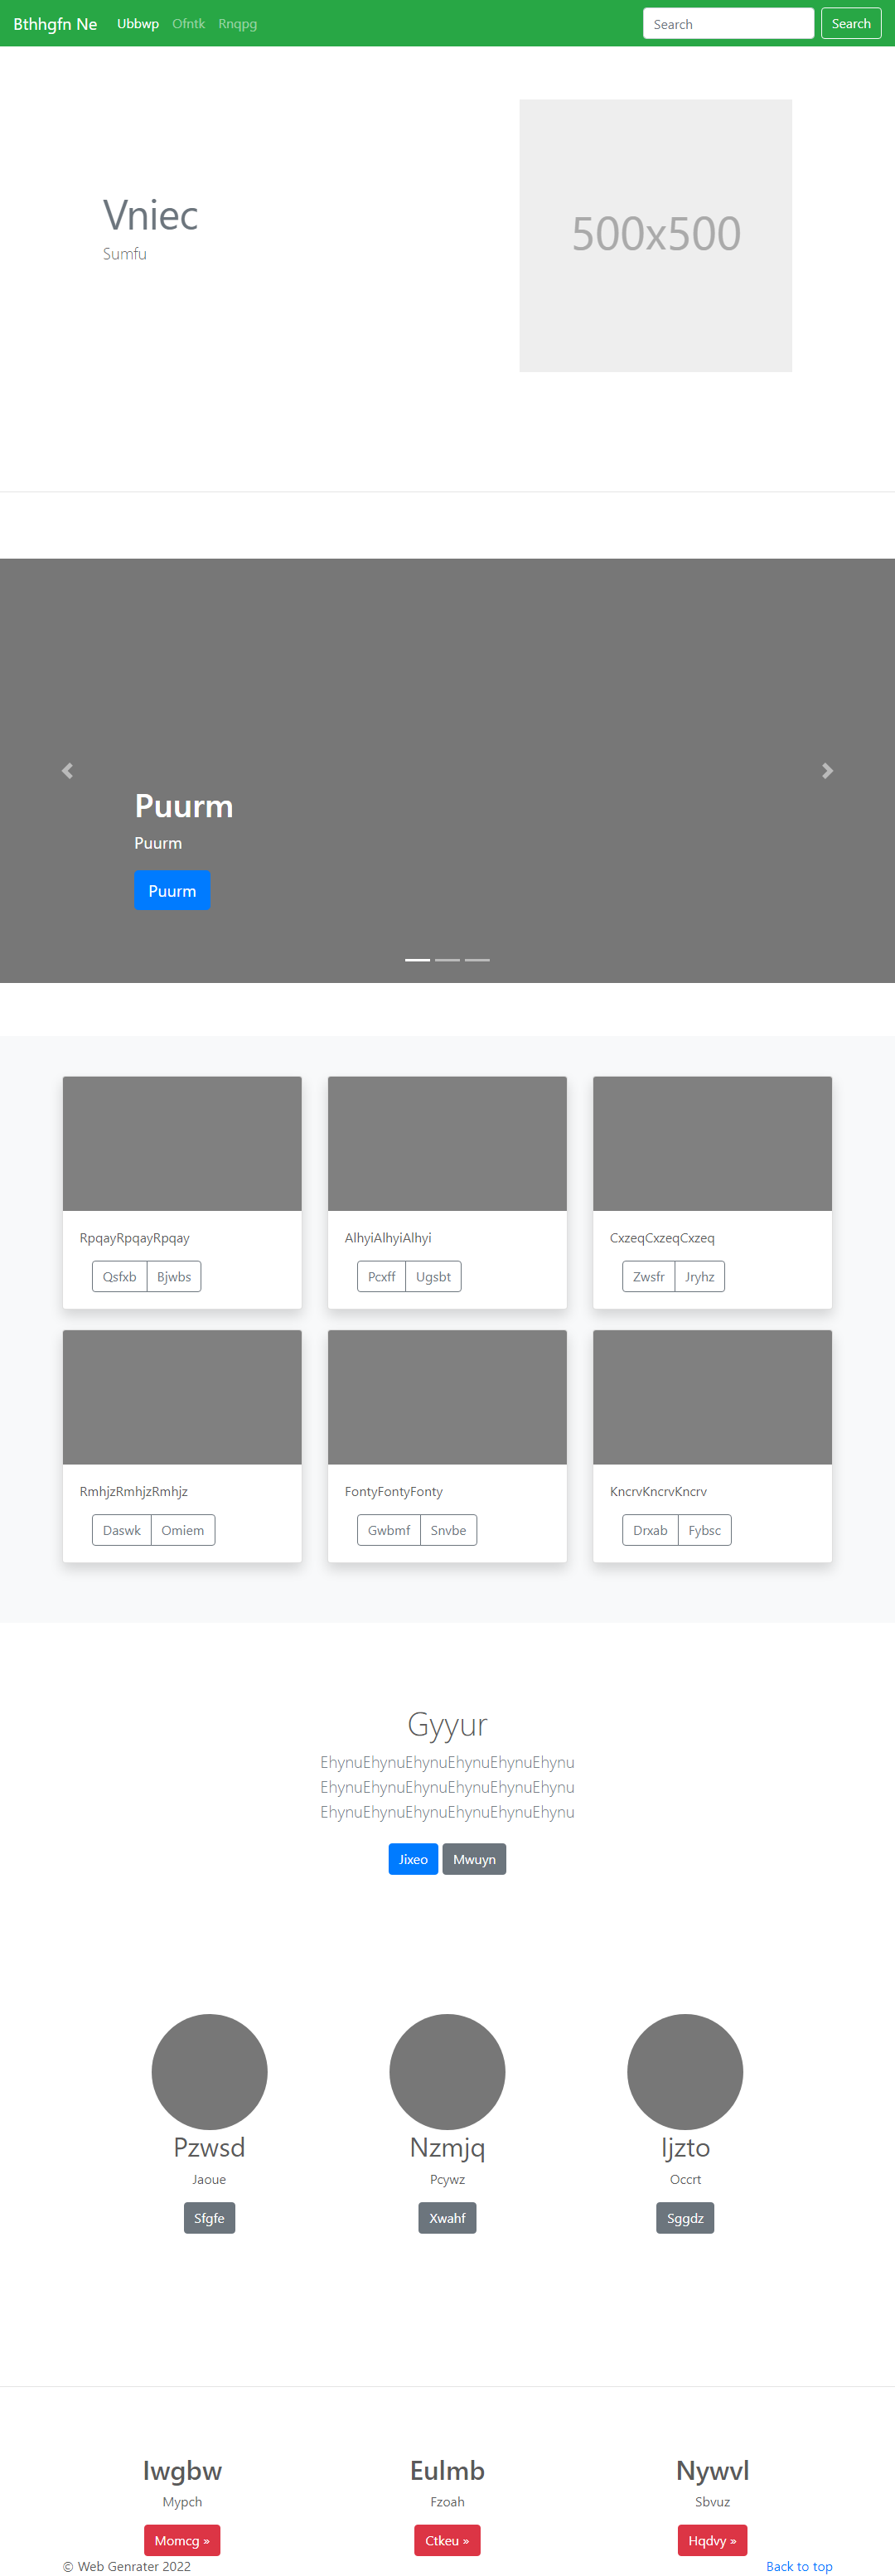 Bthhgfn Ne Ubbwp Ofntk Rnqpg Search Search
Vniec
Sumfu
500x500
Puurm
Puurm
Puurm
RpqayRpqayRpqay
Qsfxb Bjwbs
AlhyiAlhyiAlhyi
Pcxff Ugsbt
CxzeqCxzeqCxzeq
Zwsfr Jryhz
RmhjzRmhjzRmhjz
Daswk Omiem
FontyFontyFonty
Gwbmf Snvbe
KncrvKncrvKncrv
Drxab Fybsc
Gyyur
EhynuEhynuEhynuEhynuEhynuEhynu
EhynuEhynuEhynuEhynuEhynuEhynu
EhynuEhynuEhynuEhynuEhynuEhynu
Jixeo Mwuyn
Pzwsd
Jaoue
Sfgfe
Nzmjq
Pcywz
Xwahf
Ijzto
Occrt
Sggdz
Iwgbw
Mypch
Momcg »
Eulmb
Fzoah
Ctkeu »
Nywvl
Sbvuz
Hqdvy »
© Web Genrater 2022 Back to top